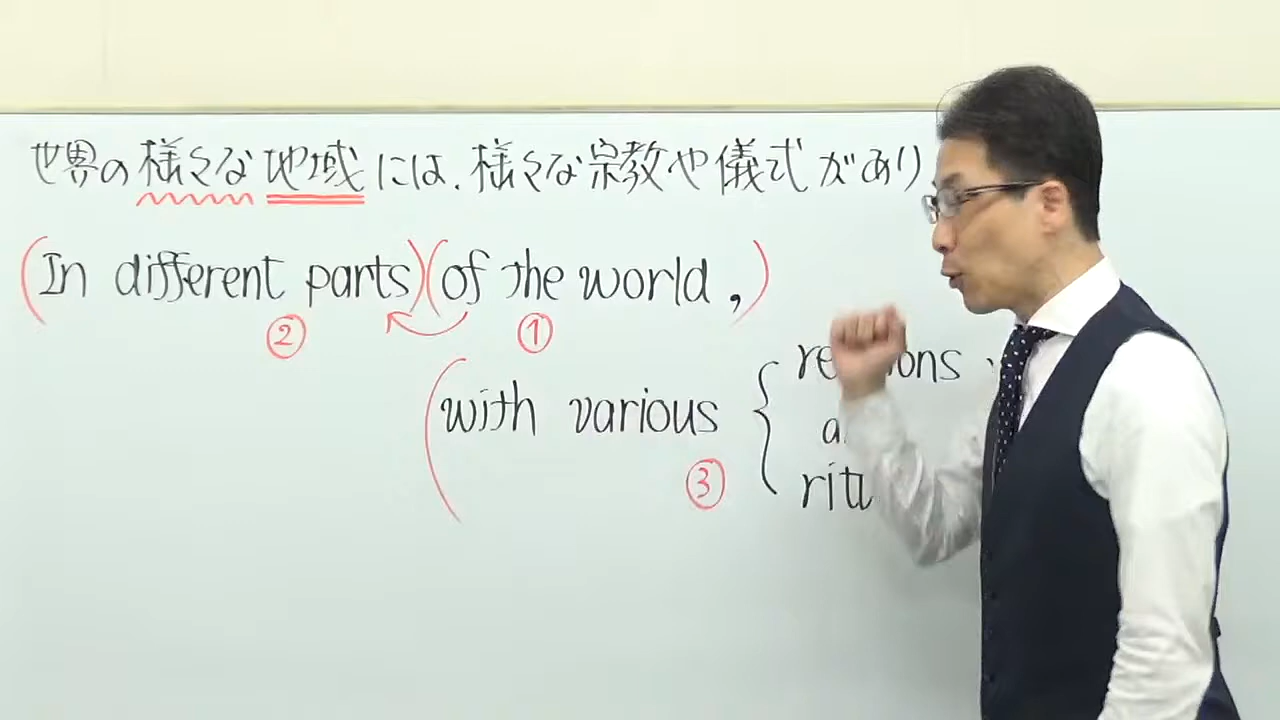 世界の様々な地域には、様々な宗教や儀式があり
(In different parts)(of the world,)
② ①
(with various {
③